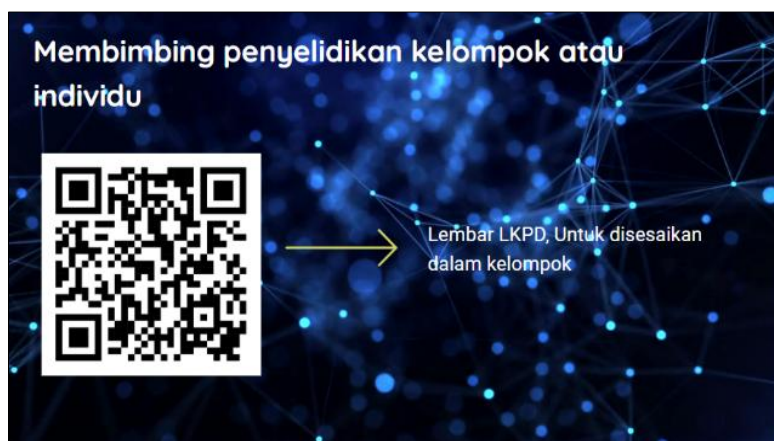 Membimbing penyelidikan kelompok atau
individu
Lembar LKPD, Untuk disesaikan
dalam kelompok